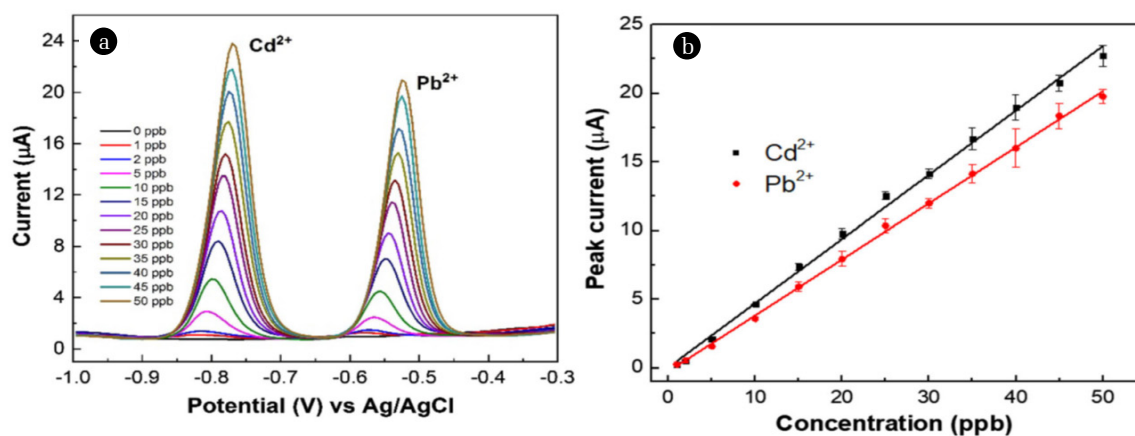 a
Cd2+
Pb2+
24
20
16
12
8
4
0
Current (μA)
0 ppb
1 ppb
2 ppb
5 ppb
10 ppb
15 ppb
20 ppb
25 ppb
30 ppb
35 ppb
40 ppb
45 ppb
50 ppb
-1.0 -0.9 -0.8 -0.7 -0.6 -0.5 -0.4 -0.3
Potential (V) vs Ag/AgCl
b
25
20
15
10
5
0
Peak current (μA)
Cd2+
Pb2+
0 10 20 30 40 50
Concentration (ppb)